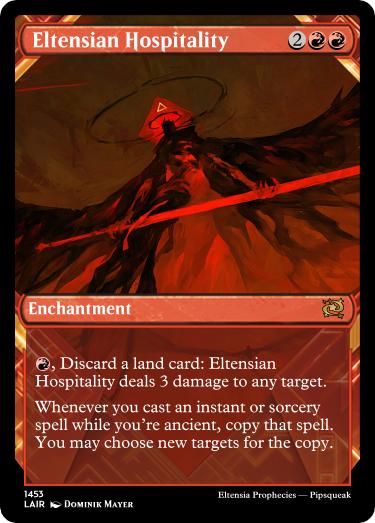 Eltensian Hospitality 2
Enchantment
, Discard a land card: Eltensian
Hospitality deals 3 damage to any target.
Whenever you cast an instant or sorcery
spell while you're ancient, copy that spell.
You may choose new targets for the copy.
1453
LAIR Dominik Mayer
Eltensia Prophecies — Pipsqueak